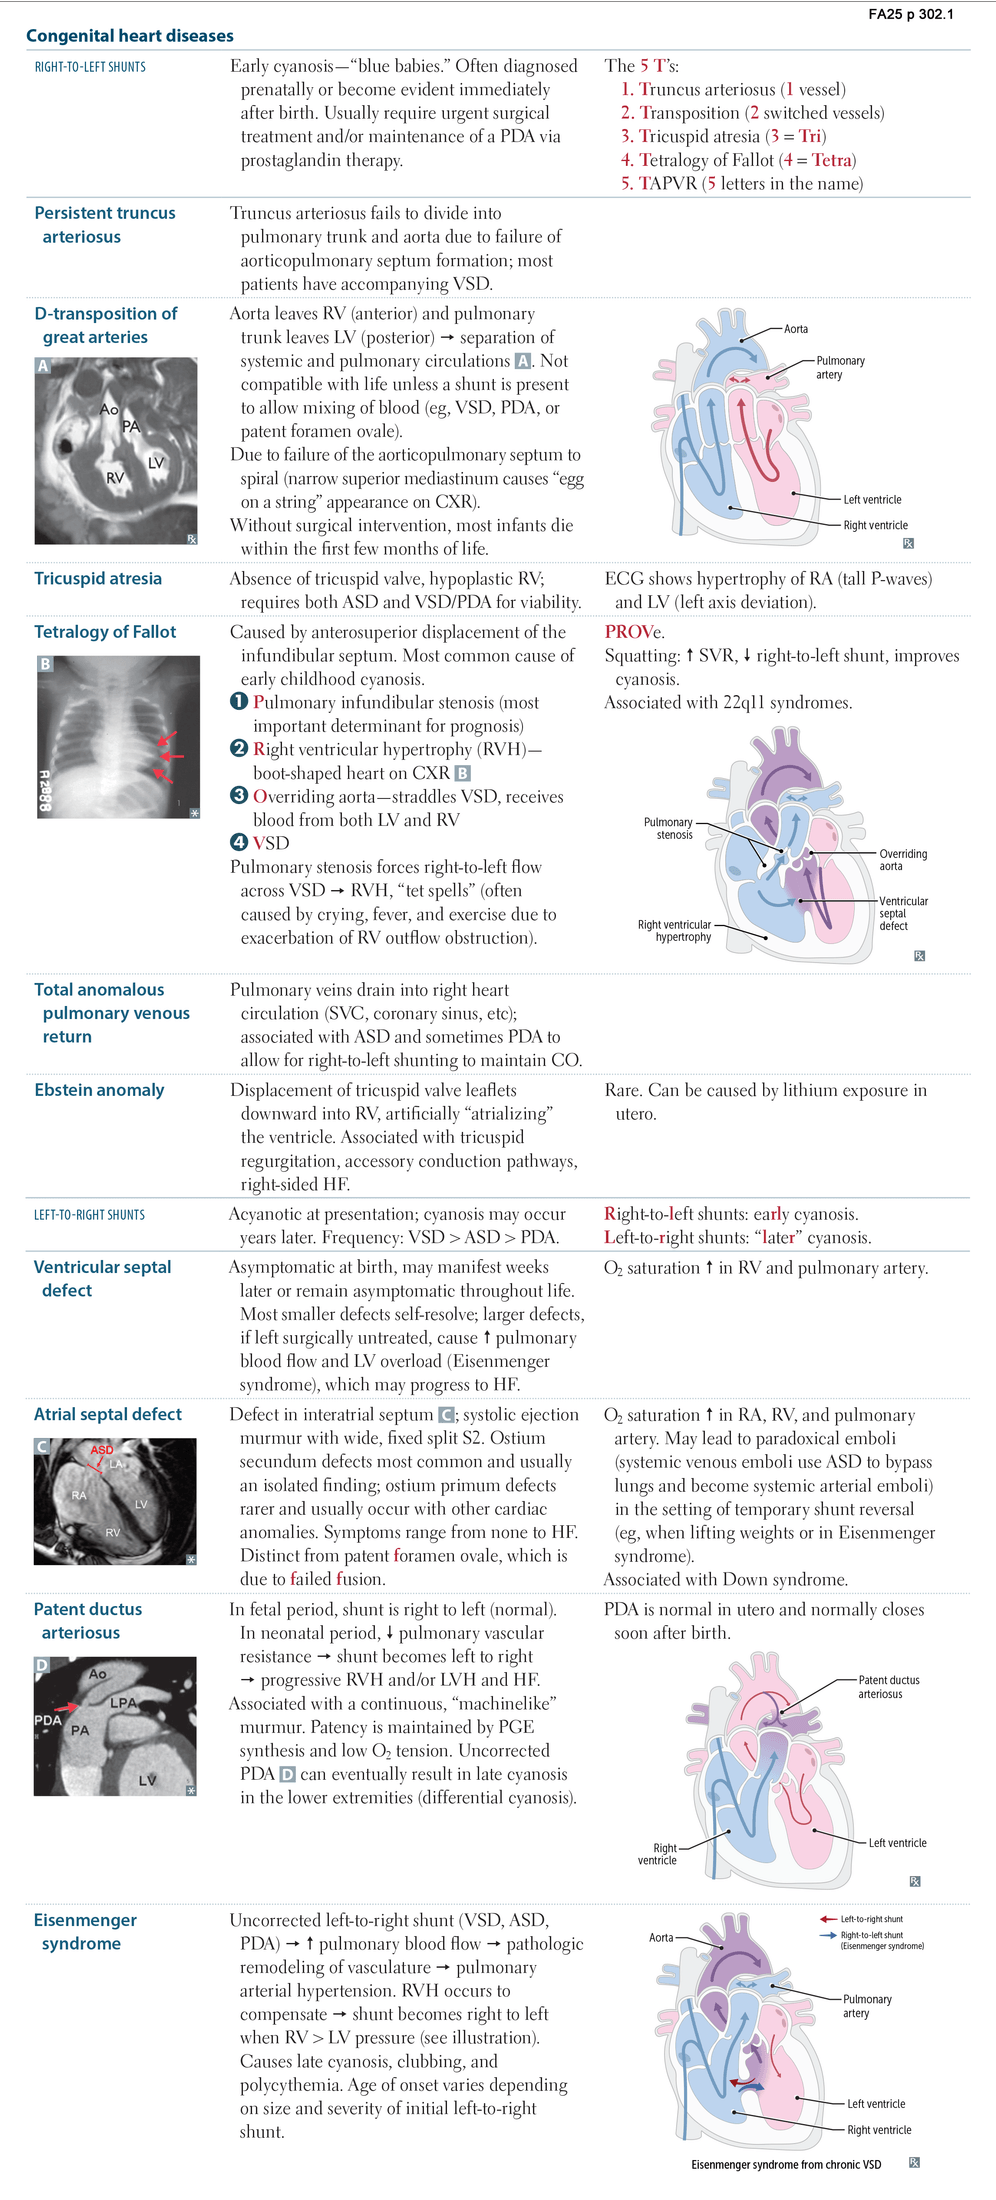 FA25 p 302.1
Congenital heart diseases
RIGHT-TO-LEFT SHUNTS
Early cyanosis—“blue babies.” Often diagnosed
prenatally or become evident immediately
after birth. Usually require urgent surgical
treatment and/or maintenance of a PDA via
prostaglandin therapy.
The 5 T’s:
1. Truncus arteriosus (1 vessel)
2. Transposition (2 switched vessels)
3. Tricuspid atresia (3 = Tri)
4. Tetralogy of Fallot (4 = Tetra)
5. TAPVR (5 letters in the name)
Persistent truncus
arteriosus
Truncus arteriosus fails to divide into
pulmonary trunk and aorta due to failure of
aorticopulmonary septum formation; most
patients have accompanying VSD.
D-transposition of
great arteries
A
Ao
PA
LV
RV
Rx
Aorta leaves RV (anterior) and pulmonary
trunk leaves LV (posterior) → separation of
systemic and pulmonary circulations A. Not
compatible with life unless a shunt is present
to allow mixing of blood (eg, VSD, PDA, or
patent foramen ovale).
Due to failure of the aorticopulmonary septum to
spiral (narrow superior mediastinum causes “egg
on a string” appearance on CXR).
Without surgical intervention, most infants die
within the first few months of life.
Aorta
Pulmonary
artery
Left ventricle
Right ventricle
Rx
Tricuspid atresia
Absence of tricuspid valve, hypoplastic RV;
requires both ASD and VSD/PDA for viability.
ECG shows hypertrophy of RA (tall P-waves)
and LV (left axis deviation).
Tetralogy of Fallot
B
Caused by anterosuperior displacement of the
infundibular septum. Most common cause of
early childhood cyanosis.
1 Pulmonary infundibular stenosis (most
important determinant for prognosis)
2 Right ventricular hypertrophy (RVH)—
boot-shaped heart on CXR B
3 Overriding aorta—straddles VSD, receives
blood from both LV and RV
4 VSD
Pulmonary stenosis forces right-to-left flow
across VSD → RVH, “tet spells” (often
caused by crying, fever, and exercise due to
exacerbation of RV outflow obstruction).
PROVe.
Squatting: ↑ SVR, ↓ right-to-left shunt, improves
cyanosis.
Associated with 22q11 syndromes.
Pulmonary
stenosis
Overriding
aorta
Ventricular
septal
defect
Right ventricular
hypertrophy
Rx
Total anomalous
pulmonary venous
return
Pulmonary veins drain into right heart
circulation (SVC, coronary sinus, etc);
associated with ASD and sometimes PDA to
allow for right-to-left shunting to maintain CO.
Ebstein anomaly
Displacement of tricuspid valve leaflets
downward into RV, artificially “atrializing”
the ventricle. Associated with tricuspid
regurgitation, accessory conduction pathways,
right-sided HF.
Rare. Can be caused by lithium exposure in
utero.
LEFT-TO-RIGHT SHUNTS
Acyanotic at presentation; cyanosis may occur
years later. Frequency: VSD > ASD > PDA.
Right-to-left shunts: early cyanosis.
Left-to-right shunts: “later” cyanosis.
Ventricular septal
defect
Asymptomatic at birth, may manifest weeks
later or remain asymptomatic throughout life.
Most smaller defects self-resolve; larger defects,
if left surgically untreated, cause ↑ pulmonary
blood flow and LV overload (Eisenmenger
syndrome), which may progress to HF.
O2 saturation ↑ in RV and pulmonary artery.
Atrial septal defect
C
ASD
LA
RA
LV
RV
Defect in interatrial septum C; systolic ejection
murmur with wide, fixed split S2. Ostium
secundum defects most common and usually
an isolated finding; ostium primum defects
rarer and usually occur with other cardiac
anomalies. Symptoms range from none to HF.
Distinct from patent foramen ovale, which is
due to failed fusion.
O2 saturation ↑ in RA, RV, and pulmonary
artery. May lead to paradoxical emboli
(systemic venous emboli use ASD to bypass
lungs and become systemic arterial emboli)
in the setting of temporary shunt reversal
(eg, when lifting weights or in Eisenmenger
syndrome).
Associated with Down syndrome.
Patent ductus
arteriosus
D
Ao
LPA
PDA
PA
LV
In fetal period, shunt is right to left (normal).
In neonatal period, ↓ pulmonary vascular
resistance → shunt becomes left to right
→ progressive RVH and/or LVH and HF.
Associated with a continuous, “machinelike”
murmur. Patency is maintained by PGE
synthesis and low O2 tension. Uncorrected
PDA D can eventually result in late cyanosis
in the lower extremities (differential cyanosis).
PDA is normal in utero and normally closes
soon after birth.
Patent ductus
arteriosus
Right
ventricle
Left ventricle
Rx
Eisenmenger
syndrome
Uncorrected left-to-right shunt (VSD, ASD,
PDA) → ↑ pulmonary blood flow → pathologic
remodeling of vasculature → pulmonary
arterial hypertension. RVH occurs to
compensate → shunt becomes right to left
when RV > LV pressure (see illustration).
Causes late cyanosis, clubbing, and
polycythemia. Age of onset varies depending
on size and severity of initial left-to-right
shunt.
Left-to-right shunt
Right-to-left shunt
(Eisenmenger syndrome)
Aorta
Pulmonary
artery
Left ventricle
Right ventricle
Eisenmenger syndrome from chronic VSD
Rx